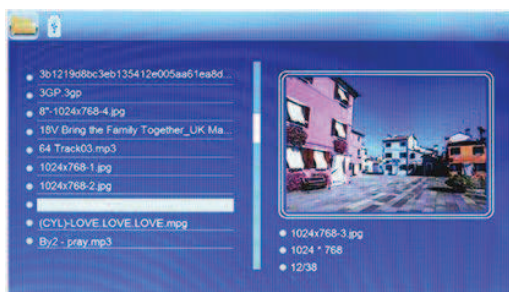 3b1219d8bc3eb135412e005aa61ea8d...
3GP.3gp
8"-1024x768-4.jpg
18V Bring the Family Together_UK Ma...
64 Track03.mp3
1024x768-1.jpg
1024x768-2.jpg
(CYL)-LOVE.LOVE.LOVE.mpg
By2 - pray.mp3
1024x768-3.jpg
1024 * 768
12/38